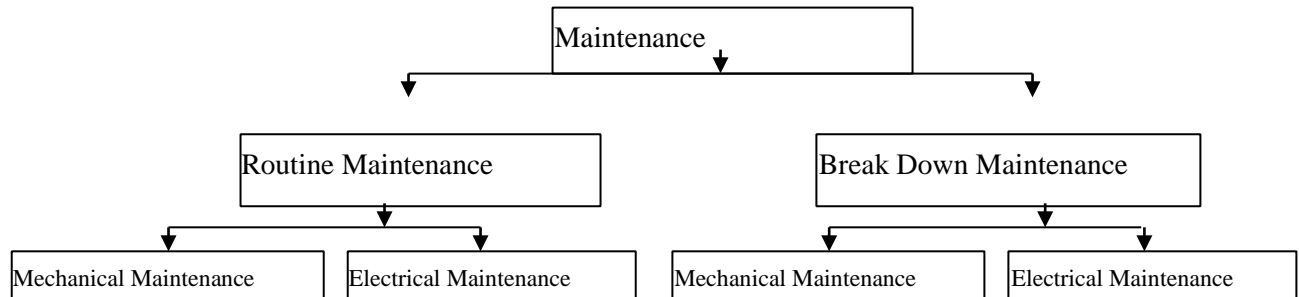 Maintenance
Routine Maintenance
Break Down Maintenance
Mechanical Maintenance
Electrical Maintenance
Mechanical Maintenance
Electrical Maintenance